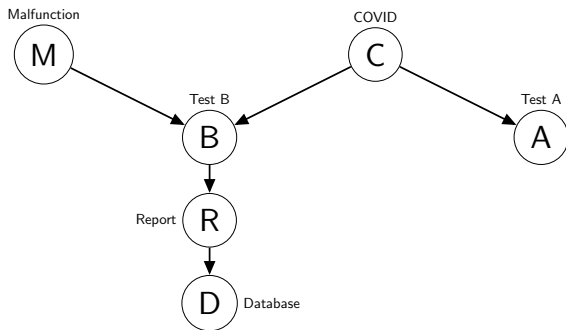 Malfunction
COVID
M
C
Test B
Test A
B
A
Report
R
D
Database